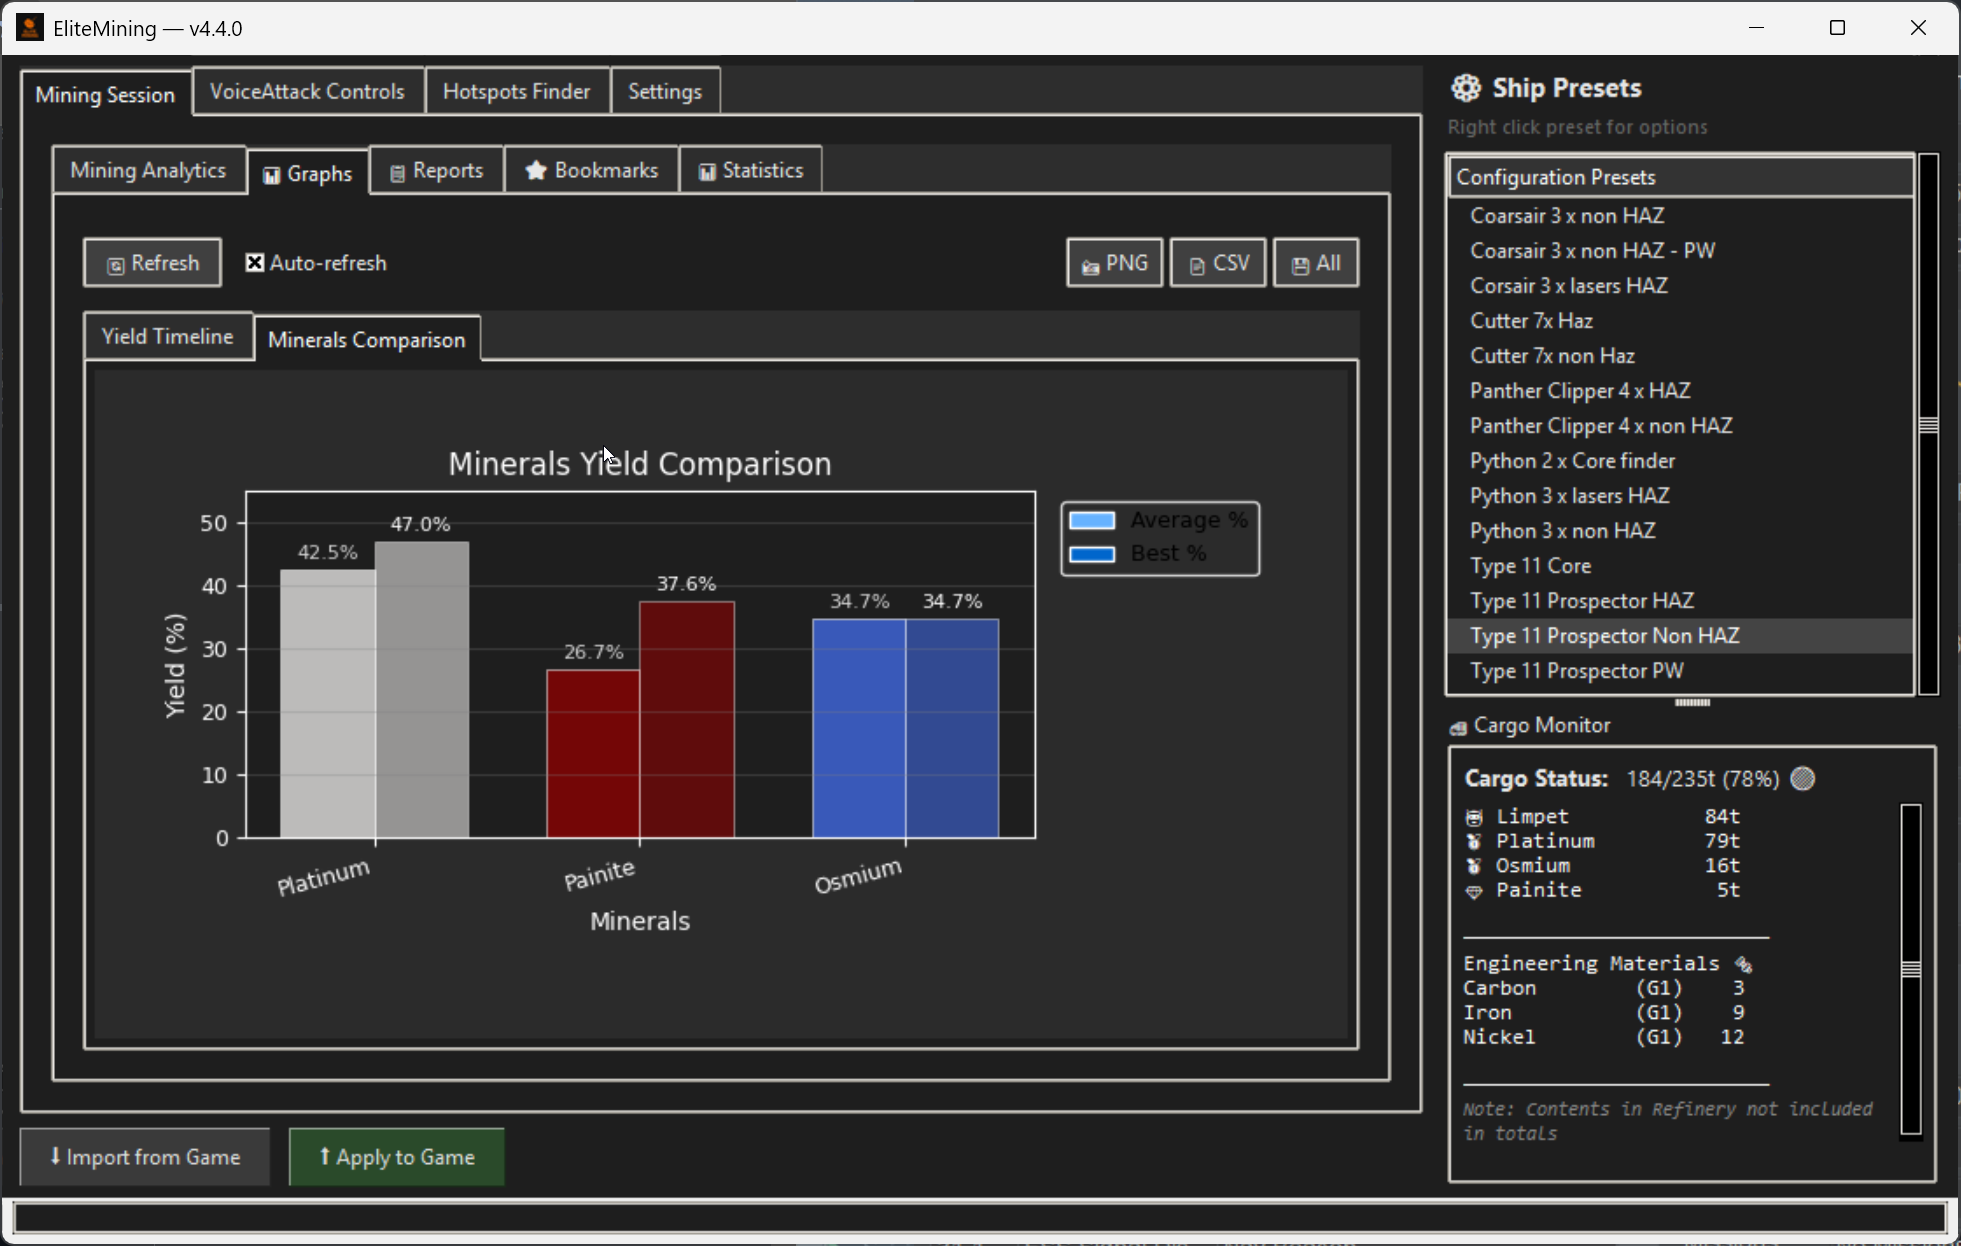 EliteMining — v4.4.0
Mining Session
VoiceAttack Controls
Hotspots Finder
Settings
Mining Analytics
Graphs
Reports
Bookmarks
Statistics
Refresh
Auto-refresh
PNG
CSV
All
Yield Timeline
Minerals Comparison
Minerals Yield Comparison
Yield (%)
50
40
30
20
10
0
42.5%
47.0%
26.7%
37.6%
34.7%
34.7%
Platinum
Painite
Osmium
Minerals
Average %
Best %
Import from Game
Apply to Game
Ship Presets
Right click preset for options
Configuration Presets
Coarsair 3 x non HAZ
Coarsair 3 x non HAZ - PW
Corsair 3 x lasers HAZ
Cutter 7x Haz
Cutter 7x non Haz
Panther Clipper 4 x HAZ
Panther Clipper 4 x non HAZ
Python 2 x Core finder
Python 3 x lasers HAZ
Python 3 x non HAZ
Type 11 Core
Type 11 Prospector HAZ
Type 11 Prospector Non HAZ
Type 11 Prospector PW
Cargo Monitor
Cargo Status: 184/235t (78%)
Limpet 84t
Platinum 79t
Osmium 16t
Painite 5t
Engineering Materials
Carbon (G1) 3
Iron (G1) 9
Nickel (G1) 12
Note: Contents in Refinery not included
in totals